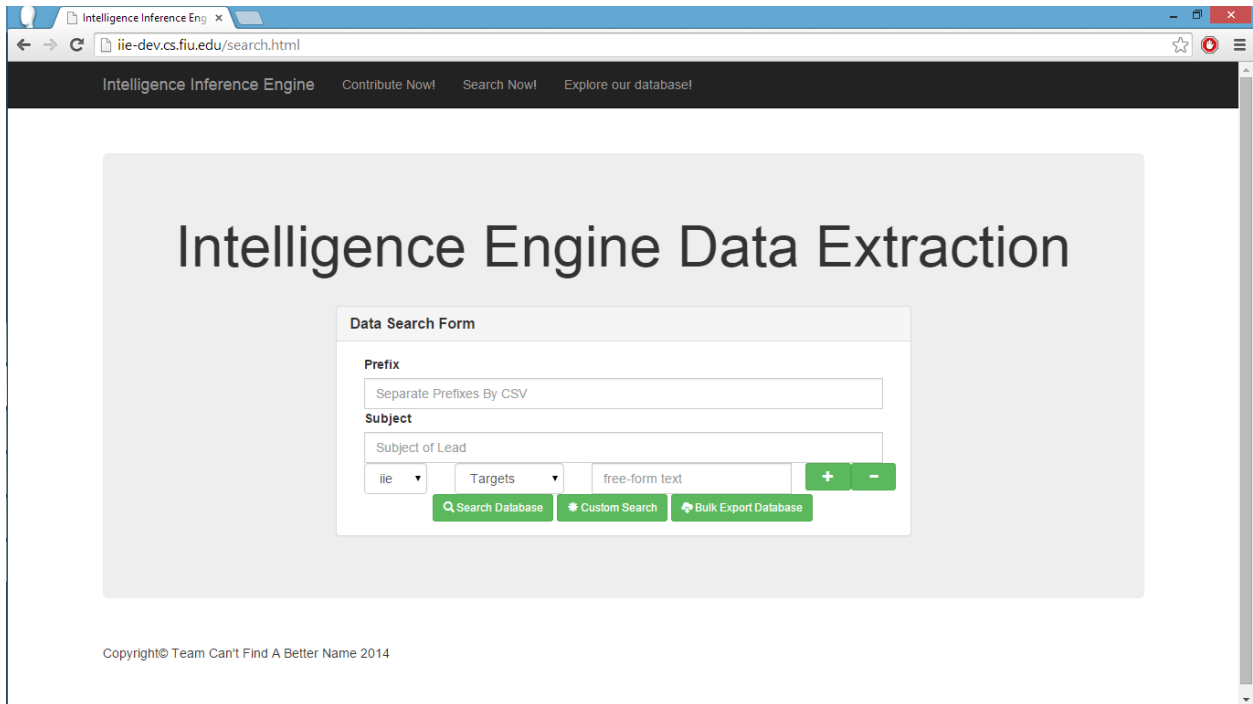 Intelligence Inference Eng
iie-dev.cs.fiu.edu/search.html
Intelligence Inference Engine Contribute Now! Search Now! Explore our database!
Intelligence Engine Data Extraction
Data Search Form
Prefix
Separate Prefixes By CSV
Subject
Subject of Lead
iie Targets free-form text + −
Search Database Custom Search Bulk Export Database
Copyright© Team Can't Find A Better Name 2014